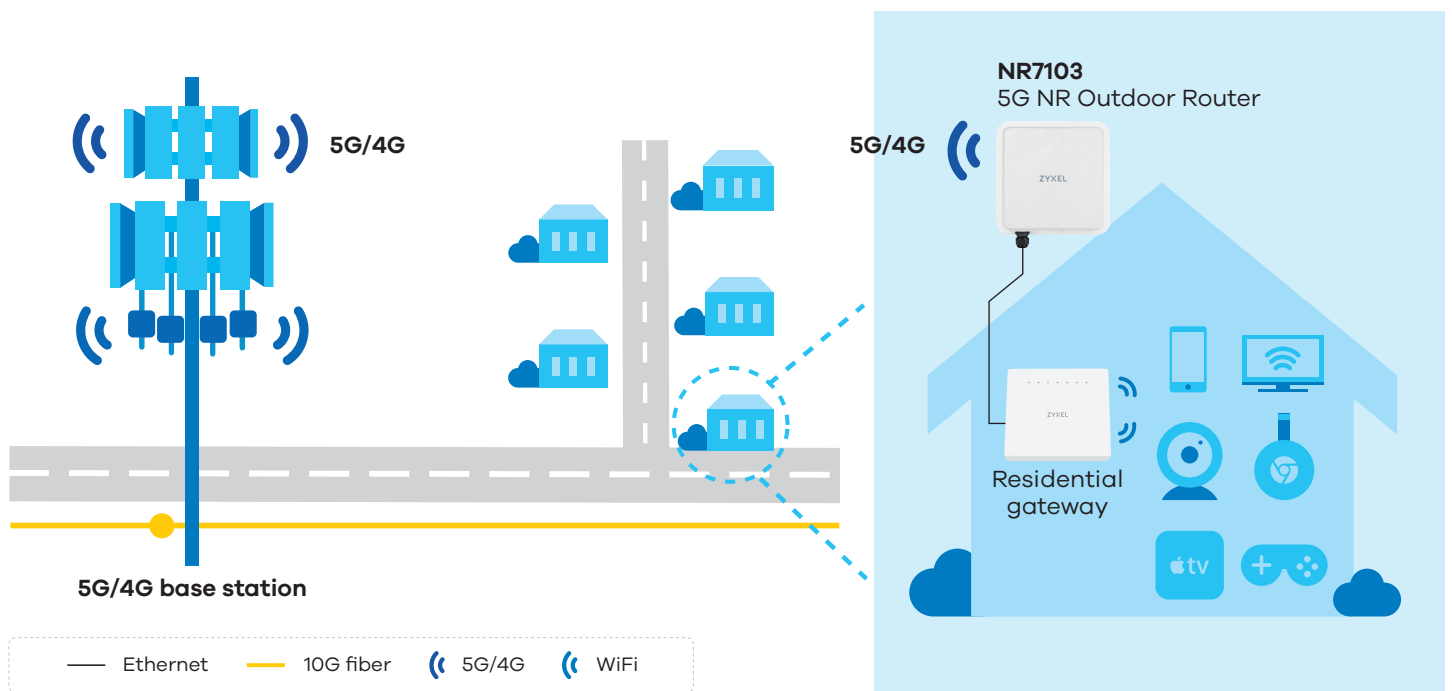 NR7103
5G NR Outdoor Router
5G/4G
5G/4G
ZYXEL
ZYXEL
Residential
gateway
tv
5G/4G base station
Ethernet
10G fiber
5G/4G
WiFi